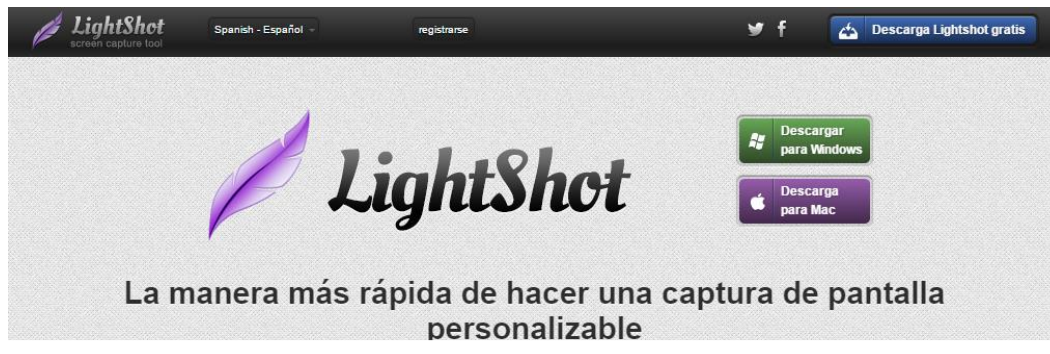 LightShot
screen capture tool
Spanish - Español
registrarse
Descarga Lightshot gratis
LightShot
Descargar
para Windows
Descarga
para Mac
La manera más rápida de hacer una captura de pantalla
personalizable